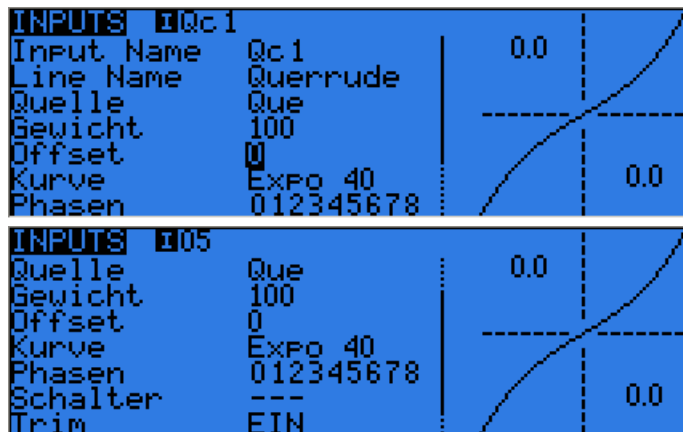 INPUTS IQc1
Input Name Qc1 0.0
Line Name Querrude
Quelle Que
Gewicht 100
Offset 0
Kurve Expo 40 0.0
Phasen 012345678
INPUTS I05
Quelle Que 0.0
Gewicht 100
Offset 0
Kurve Expo 40
Phasen 012345678
Schalter --- 0.0
Trim EIN